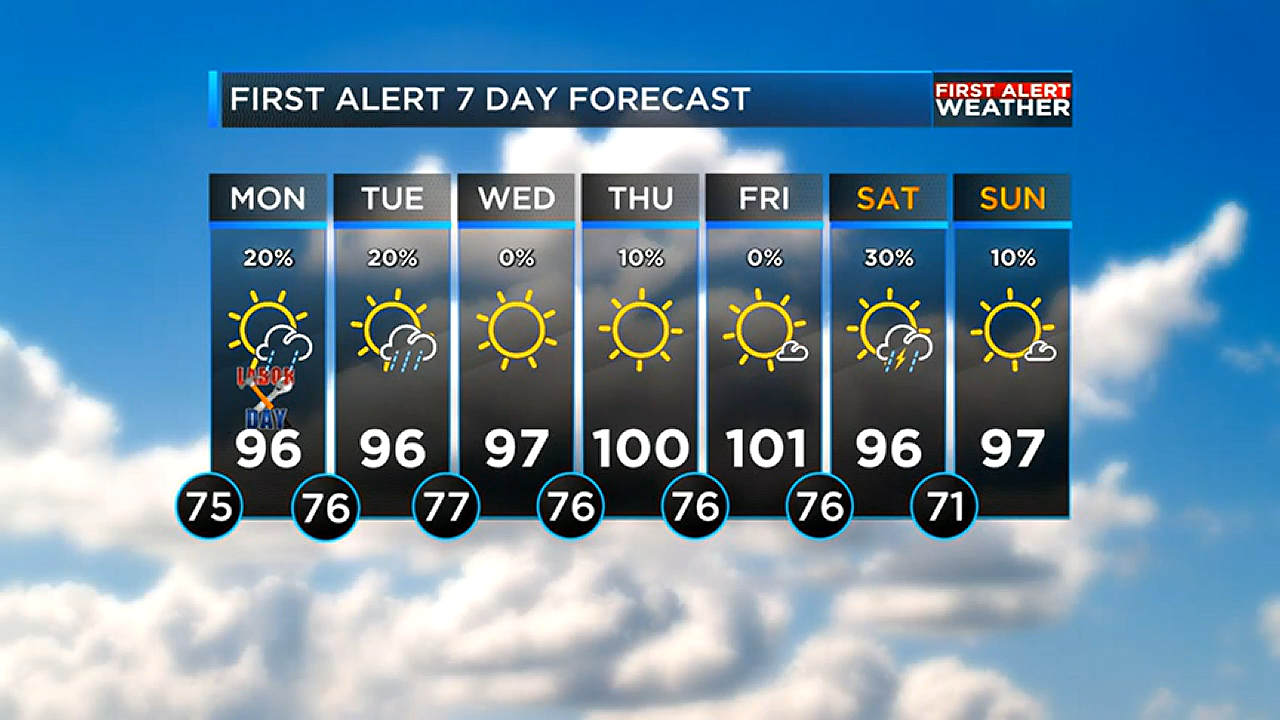 FIRST ALERT 7 DAY FORECAST
FIRST ALERT
WEATHER
MON TUE WED THU FRI SAT SUN
20% 20% 0% 10% 0% 30% 10%
LABOR
DAY
96 96 97 100 101 96 97
75 76 77 76 76 76 71